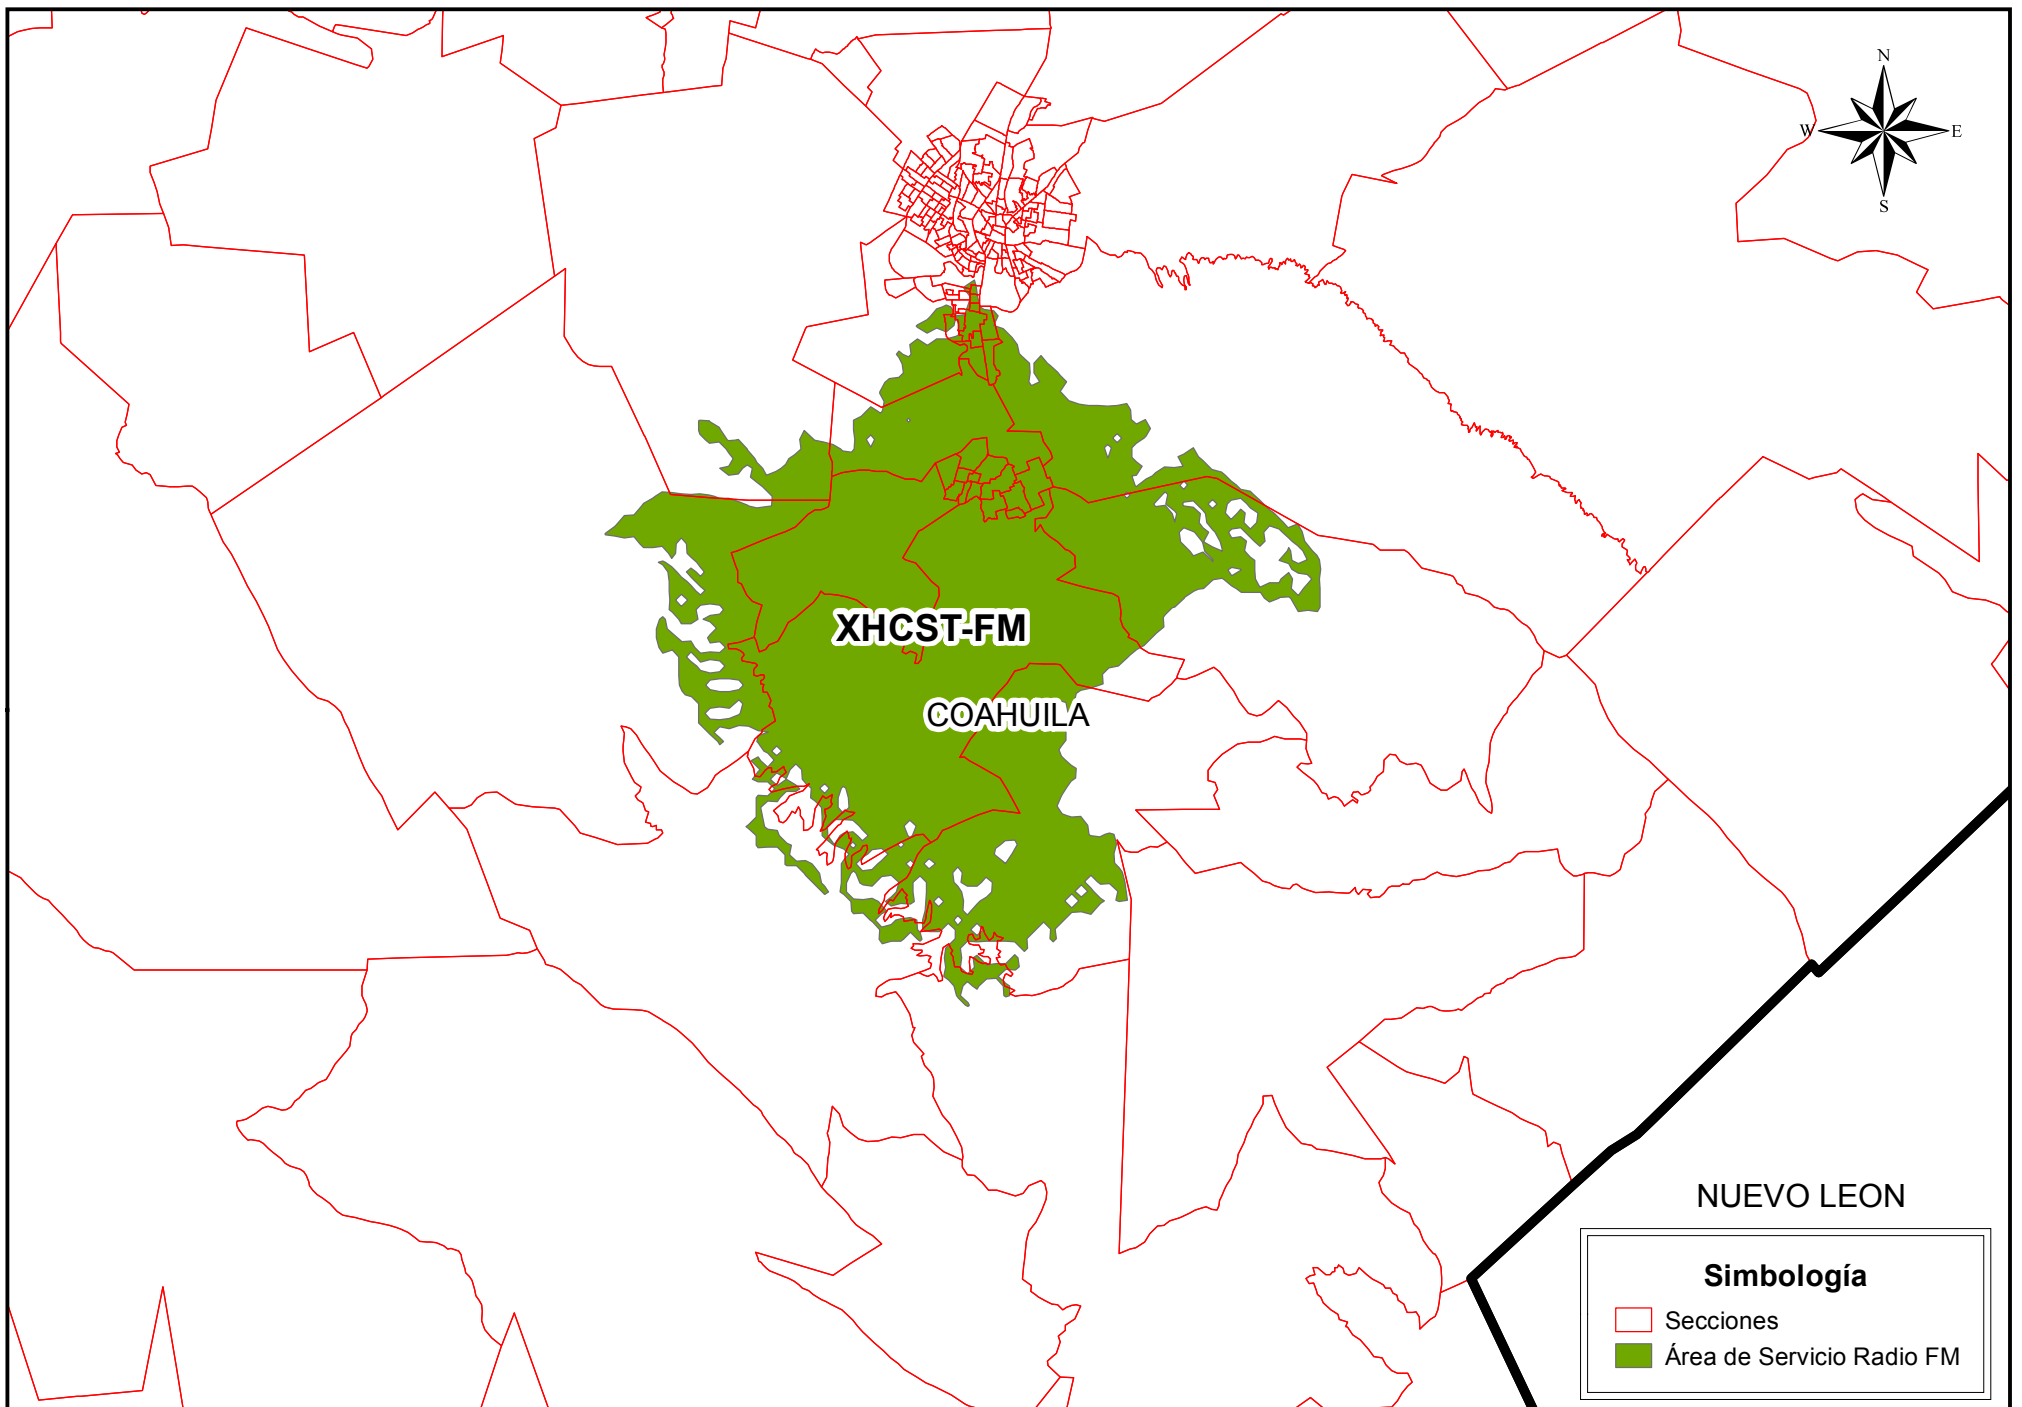 N
W E
S
XHCST-FM
COAHUILA
NUEVO LEON
Simbología
Secciones
Área de Servicio Radio FM